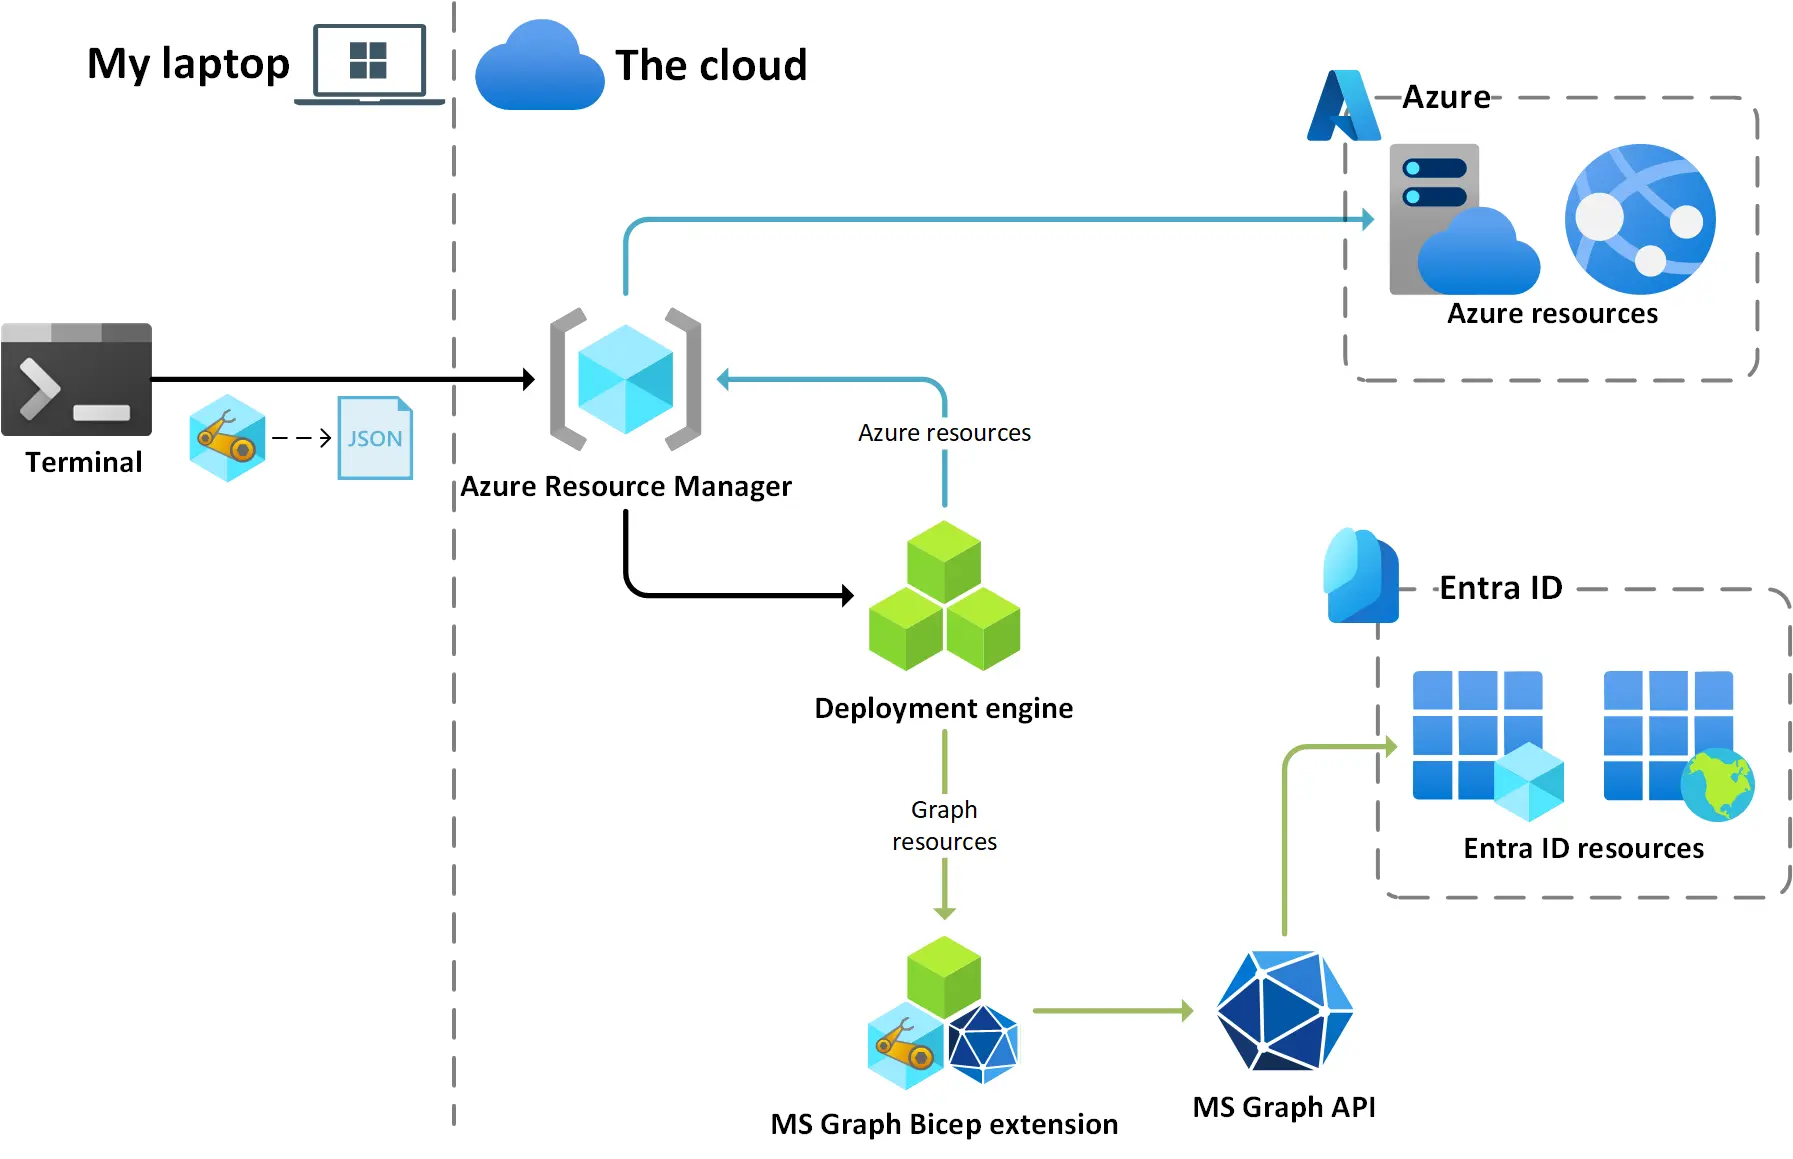 My laptop
The cloud
Azure
Azure resources
Terminal
JSON
Azure Resource Manager
Azure resources
Deployment engine
Entra ID
Entra ID resources
Graph
resources
MS Graph Bicep extension
MS Graph API